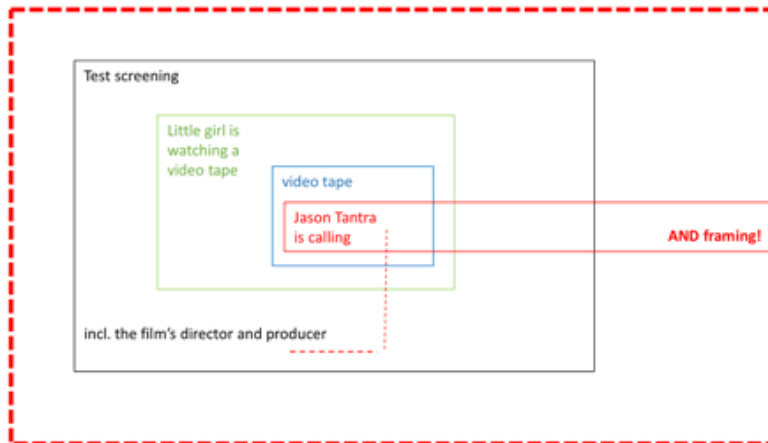 Test screening
Little girl is
watching a
video tape
video tape
Jason Tantra
is calling
AND framing!
incl. the film's director and producer